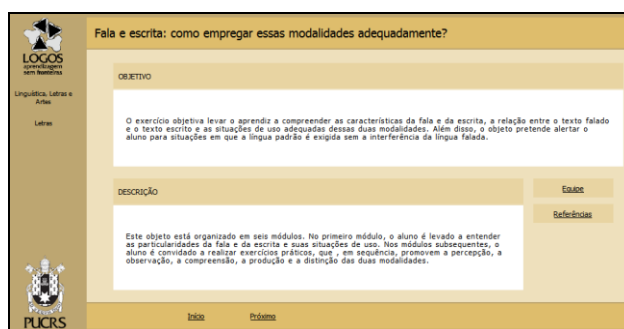 Fala e escrita: como empregar essas modalidades adequadamente?
LOGOS
aprendizagem
sem fronteiras
Linguística, Letras e
Artes
Letras
OBJETIVO
O exercício objetiva levar o aprendiz a compreender as características da fala e da escrita, a relação entre o texto falado
e o texto escrito e as situações de uso adequadas dessas duas modalidades. Além disso, o objeto pretende alertar o
aluno para situações em que a língua padrão é exigida sem a interferência da língua falada.
DESCRIÇÃO
Este objeto está organizado em seis módulos. No primeiro módulo, o aluno é levado a entender
as particularidades da fala e da escrita e suas situações de uso. Nos módulos subsequentes, o
aluno é convidado a realizar exercícios práticos, que , em sequência, promovem a percepção, a
observação, a compreensão, a produção e a distinção das duas modalidades.
Equipe
Referências
PUCRS
Início
Próximo